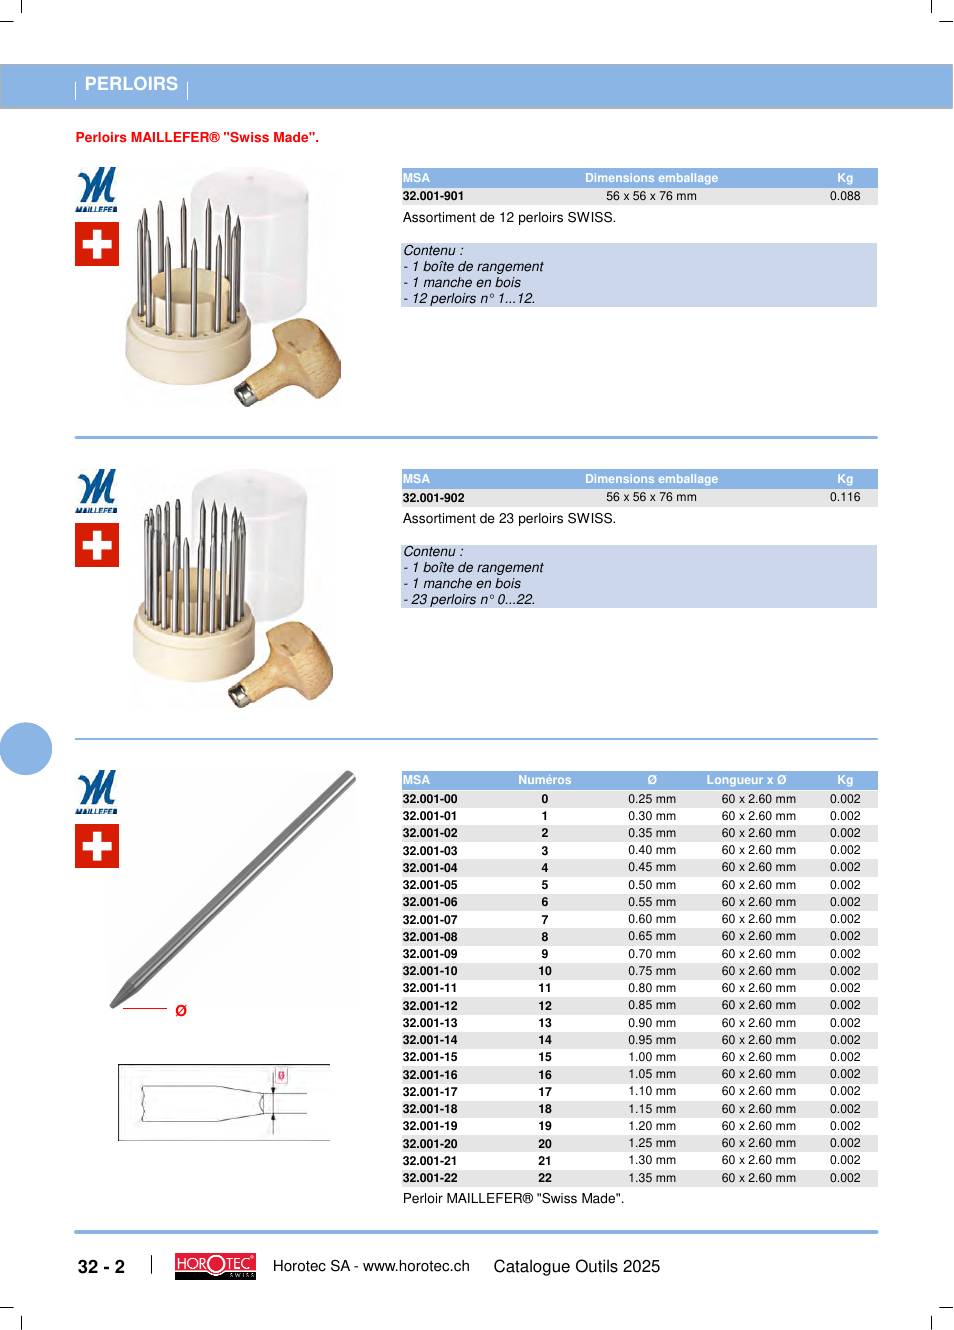 PERLOIRS
Perloirs MAILLEFER® "Swiss Made".
MAILLEFER
MSA Dimensions emballage Kg
32.001-901 56 x 56 x 76 mm 0.088
Assortiment de 12 perloirs SWISS.
Contenu :
- 1 boîte de rangement
- 1 manche en bois
- 12 perloirs n° 1...12.
MAILLEFER
MSA Dimensions emballage Kg
32.001-902 56 x 56 x 76 mm 0.116
Assortiment de 23 perloirs SWISS.
Contenu :
- 1 boîte de rangement
- 1 manche en bois
- 23 perloirs n° 0...22.
MAILLEFER
Ø
Ø
MSA Numéros Ø Longueur x Ø Kg
32.001-00 0 0.25 mm 60 x 2.60 mm 0.002
32.001-01 1 0.30 mm 60 x 2.60 mm 0.002
32.001-02 2 0.35 mm 60 x 2.60 mm 0.002
32.001-03 3 0.40 mm 60 x 2.60 mm 0.002
32.001-04 4 0.45 mm 60 x 2.60 mm 0.002
32.001-05 5 0.50 mm 60 x 2.60 mm 0.002
32.001-06 6 0.55 mm 60 x 2.60 mm 0.002
32.001-07 7 0.60 mm 60 x 2.60 mm 0.002
32.001-08 8 0.65 mm 60 x 2.60 mm 0.002
32.001-09 9 0.70 mm 60 x 2.60 mm 0.002
32.001-10 10 0.75 mm 60 x 2.60 mm 0.002
32.001-11 11 0.80 mm 60 x 2.60 mm 0.002
32.001-12 12 0.85 mm 60 x 2.60 mm 0.002
32.001-13 13 0.90 mm 60 x 2.60 mm 0.002
32.001-14 14 0.95 mm 60 x 2.60 mm 0.002
32.001-15 15 1.00 mm 60 x 2.60 mm 0.002
32.001-16 16 1.05 mm 60 x 2.60 mm 0.002
32.001-17 17 1.10 mm 60 x 2.60 mm 0.002
32.001-18 18 1.15 mm 60 x 2.60 mm 0.002
32.001-19 19 1.20 mm 60 x 2.60 mm 0.002
32.001-20 20 1.25 mm 60 x 2.60 mm 0.002
32.001-21 21 1.30 mm 60 x 2.60 mm 0.002
32.001-22 22 1.35 mm 60 x 2.60 mm 0.002
Perloir MAILLEFER® "Swiss Made".
32 - 2 HOROTEC® SWISS Horotec SA - www.horotec.ch Catalogue Outils 2025